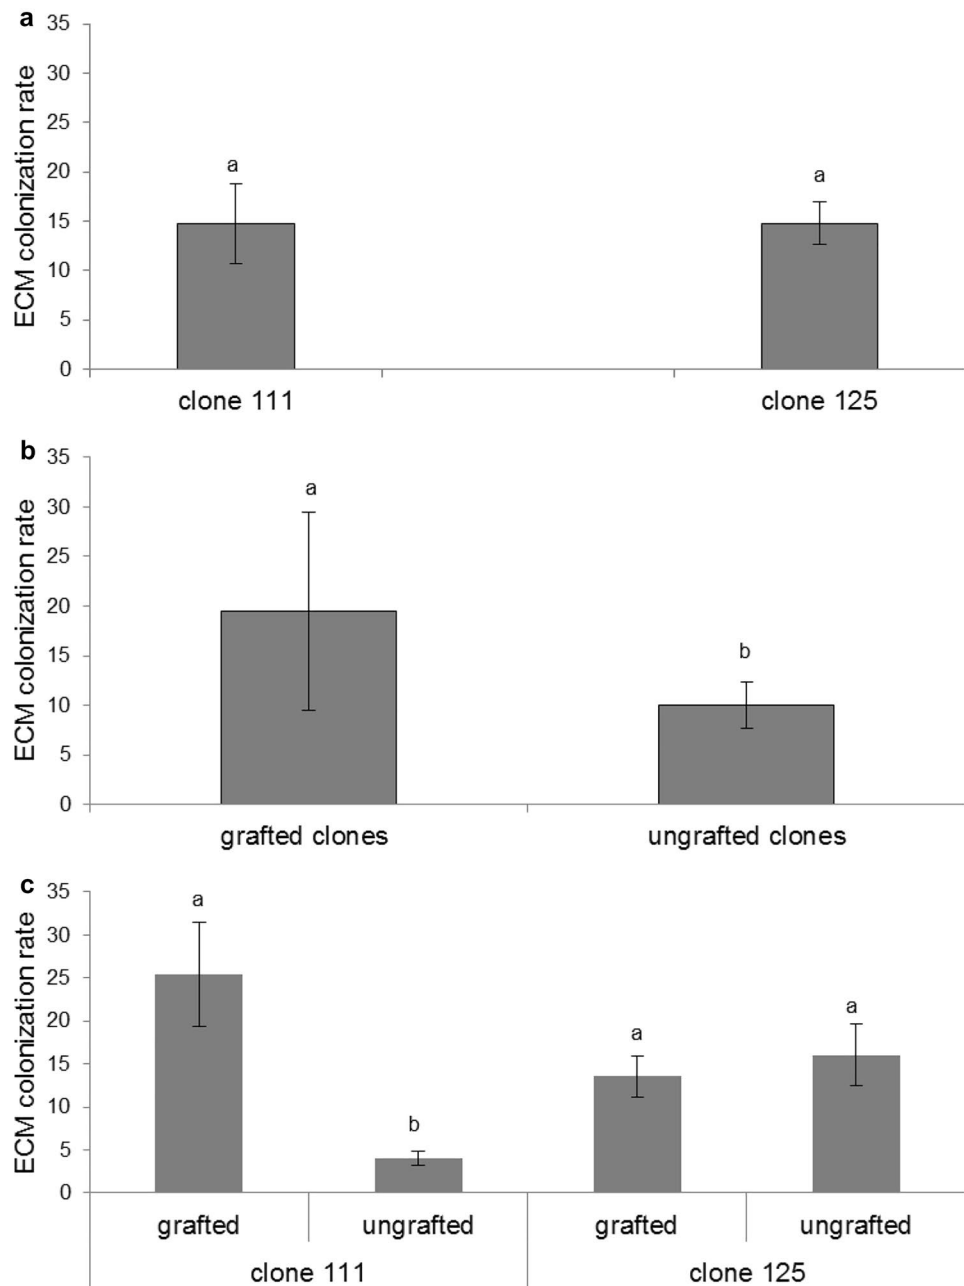 a
ECM colonization rate
35
30
25
20
15
10
5
0
a
a
clone 111
clone 125
b
ECM colonization rate
35
30
25
20
15
10
5
0
a
b
grafted clones
ungrafted clones
c
ECM colonization rate
35
30
25
20
15
10
5
0
a
b
a
a
grafted
ungrafted
grafted
ungrafted
clone 111
clone 125